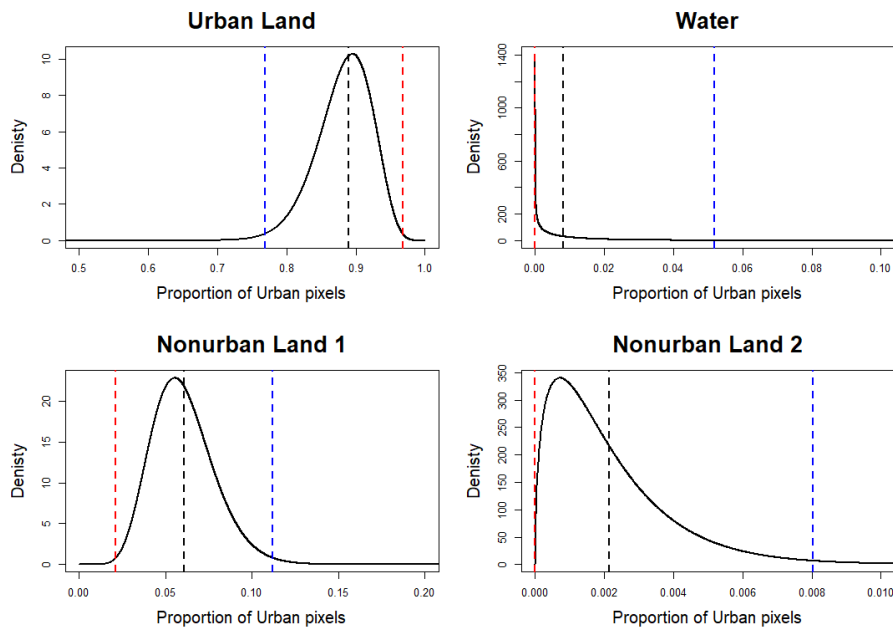 Urban Land
Denisty
10
8
6
4
2
0
0.5 0.6 0.7 0.8 0.9 1.0
Proportion of Urban pixels
Water
Denisty
1400
1000
600
200
0
0.00 0.02 0.04 0.06 0.08 0.10
Proportion of Urban pixels
Nonurban Land 1
Denisty
20
15
10
5
0
0.00 0.05 0.10 0.15 0.20
Proportion of Urban pixels
Nonurban Land 2
Denisty
350
300
250
200
150
100
50
0
0.000 0.002 0.004 0.006 0.008 0.010
Proportion of Urban pixels